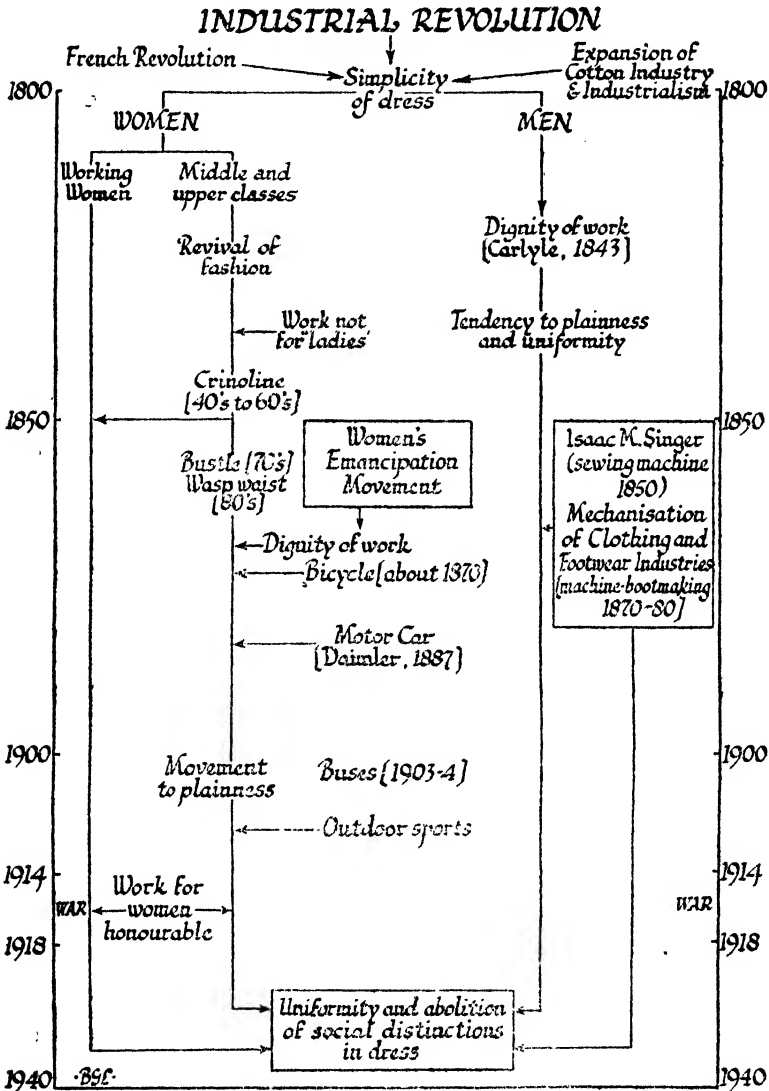 INDUSTRIAL REVOLUTION
French Revolution
Simplicity
of dress
Expansion of
Cotton Industry
& Industrialism
1800
1800
WOMEN
MEN
Working
Women
Middle and
upper classes
Revival of
fashion
Dignity of work
[Carlyle, 1843]
Work not
for "ladies"
Tendency to plainness
and uniformity
Crinoline
[40's to 60's]
1850
1850
Women's
Emancipation
Movement
Isaac M. Singer
(sewing machine
1850)
Mechanisation
of Clothing and
Footwear Industries
[machine-bootmaking
1870-80]
Bustle [70's]
Wasp waist
[80's]
Dignity of work
Bicycle [about 1870]
Motor Car
[Daimler, 1887]
1900
1900
Movement
to plainness
Buses [1903-4]
Outdoor sports
1914
1914
WAR
Work for
women
honourable
WAR
1918
1918
Uniformity and abolition
of social distinctions
in dress
1940
1940